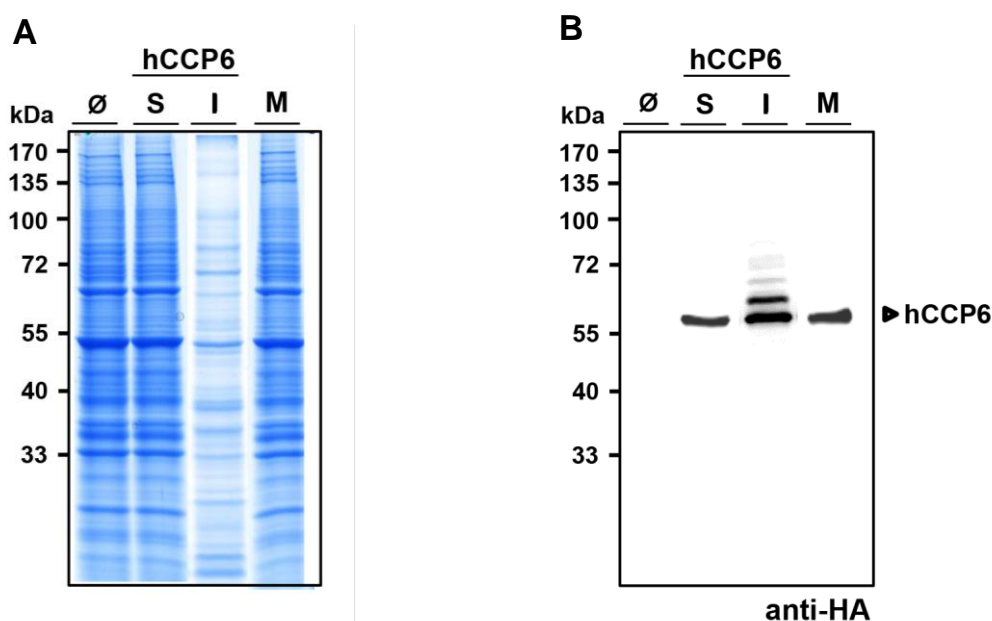 A
hCCP6
kDa Ø S I M
170
135
100
72
55
40
33
B
hCCP6
kDa Ø S I M
170
135
100
72
55
40
33
hCCP6
anti-HA